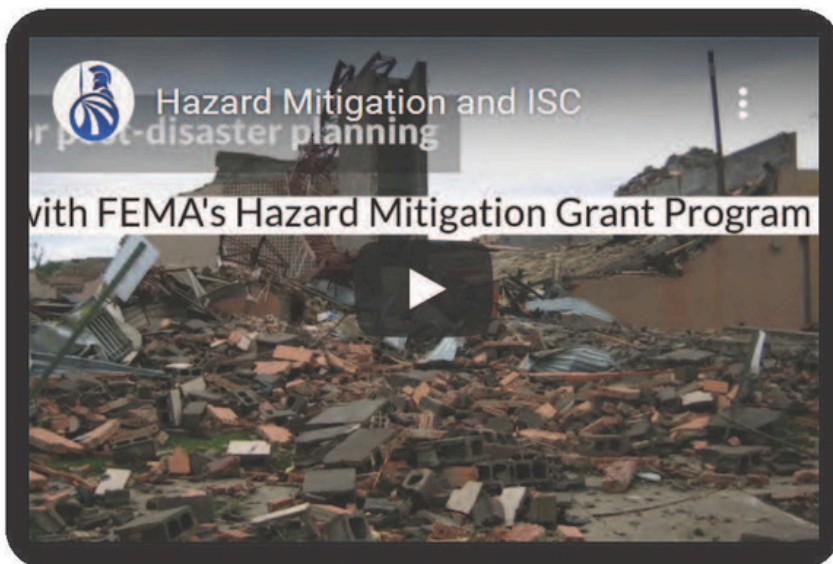 Hazard Mitigation and ISC
r post-disaster planning
with FEMA's Hazard Mitigation Grant Program